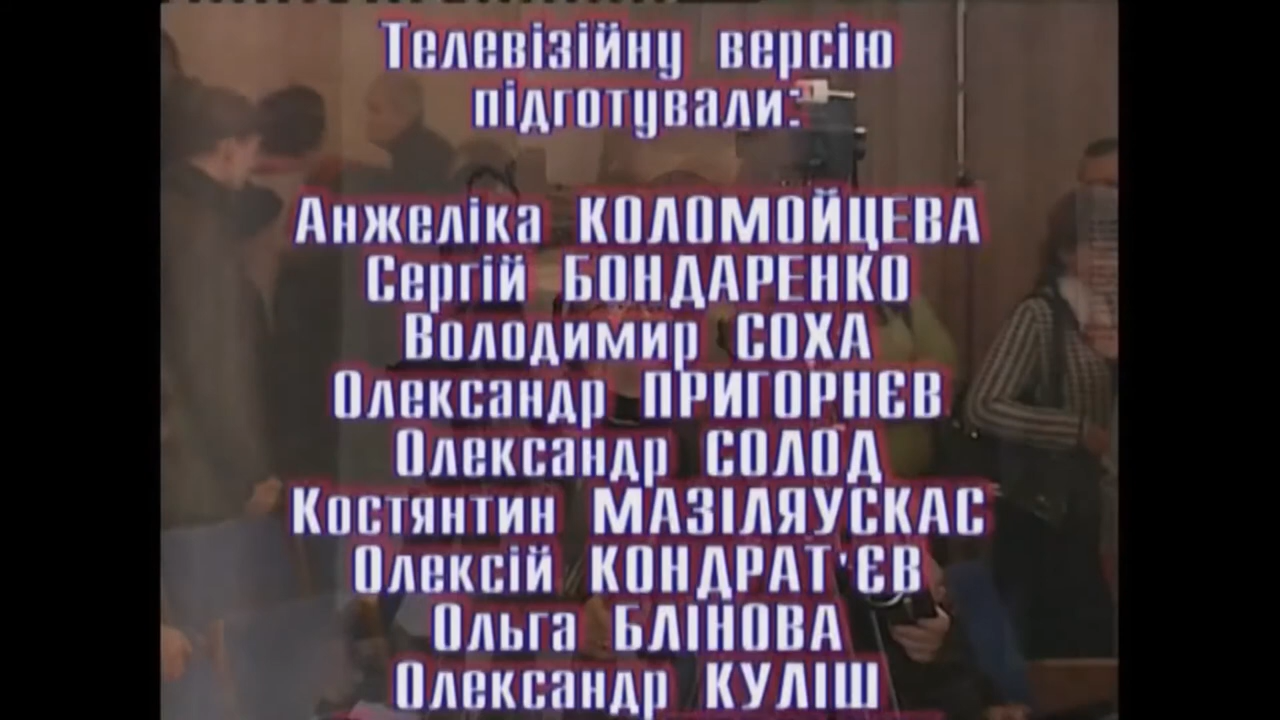 Телевізійну версію
підготували:
Анжеліка КОЛОМОЙЦЕВА
Сергій БОНДАРЕНКО
Володимир СОХА
Олександр ПРИГОРНЄВ
Олександр СОЛОД
Костянтин МАЗІЛЯУСКАС
Олексій КОНДРАТ'ЄВ
Ольга БЛІНОВА
Олександр КУЛІШ